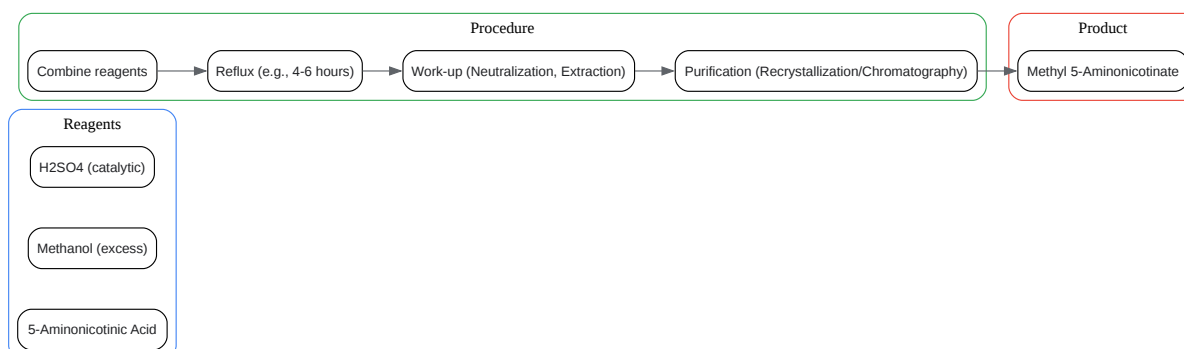 Procedure
Product
Combine reagents
Reflux (e.g., 4-6 hours)
Work-up (Neutralization, Extraction)
Purification (Recrystallization/Chromatography)
Methyl 5-Aminonicotinate
Reagents
H2SO4 (catalytic)
Methanol (excess)
5-Aminonicotinic Acid